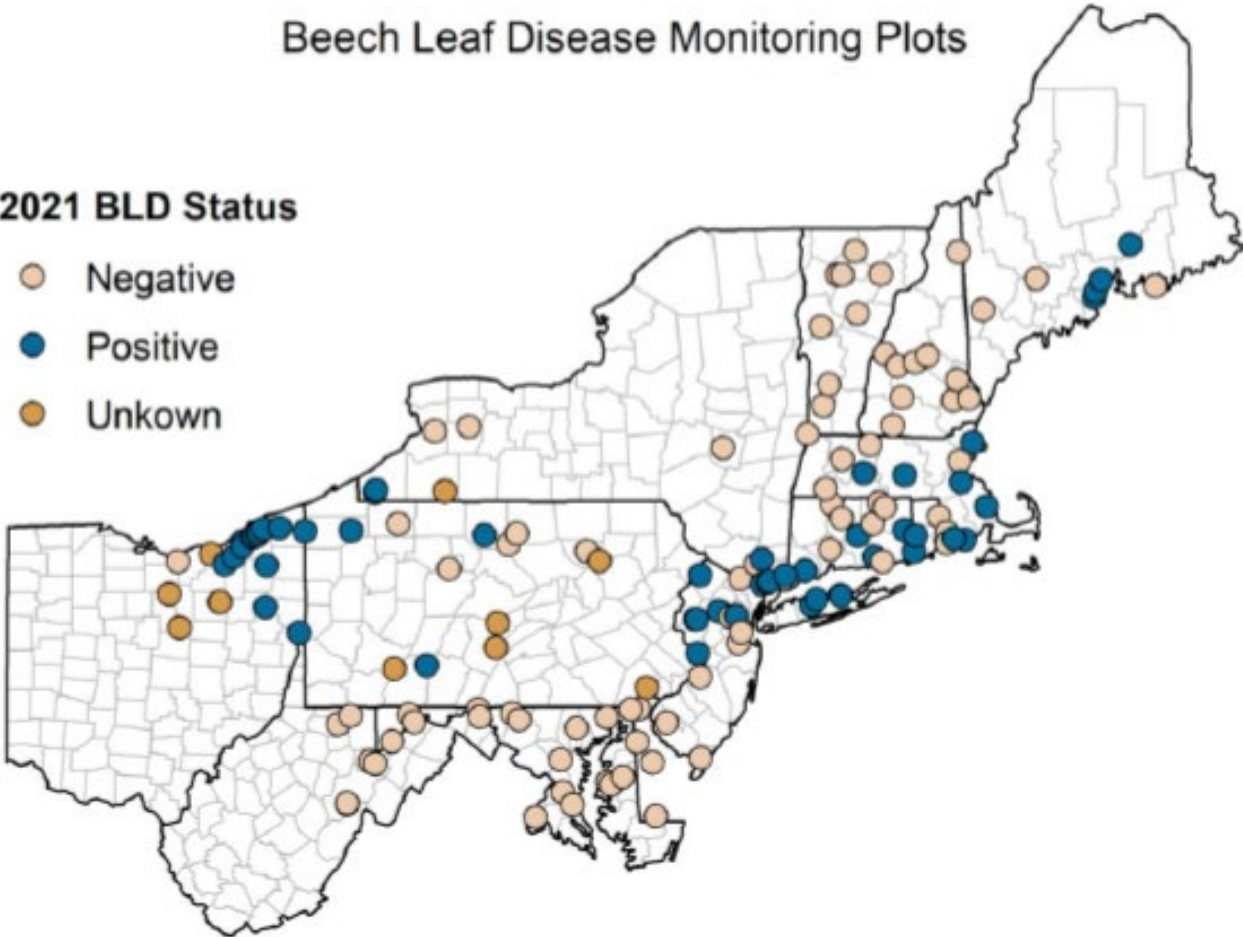 Beech Leaf Disease Monitoring Plots
2021 BLD Status
Negative
Positive
Unkown